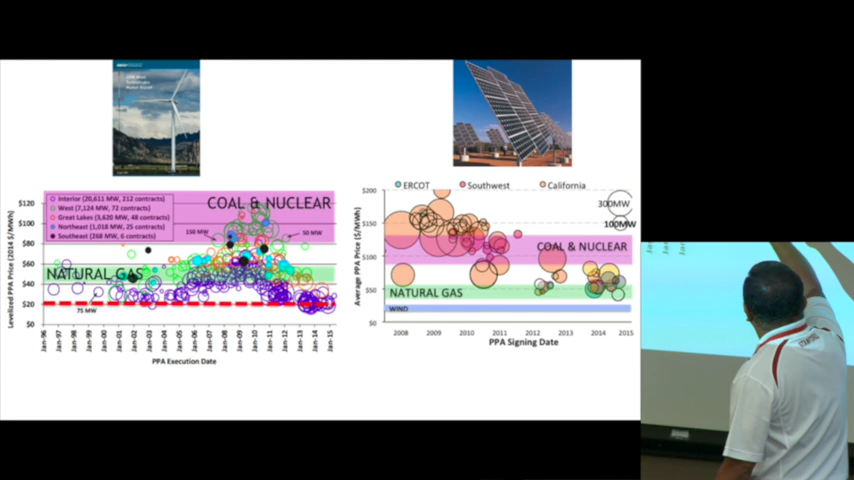 Interior (20,611 MW, 212 contracts)
West (7,124 MW, 72 contracts)
Great Lakes (3,620 MW, 48 contracts)
Northeast (1,018 MW, 25 contracts)
Southeast (268 MW, 6 contracts)
COAL & NUCLEAR
150 MW
50 MW
NATURAL GAS
75 MW
Levelized PPA Price (2014 $/MWh)
$120
$100
$80
$60
$40
$20
$0
Jan-96
Jan-97
Jan-98
Jan-99
Jan-00
Jan-01
Jan-02
Jan-03
Jan-04
Jan-05
Jan-06
Jan-07
Jan-08
Jan-09
Jan-10
Jan-11
Jan-12
Jan-13
Jan-14
Jan-15
PPA Execution Date
ERCOT Southwest California
300MW
100MW
COAL & NUCLEAR
NATURAL GAS
WIND
Average PPA Price ($/MWh)
$200
$150
$100
$50
$0
2008 2009 2010 2011 2012 2013 2014 2015
PPA Signing Date
STANFORD